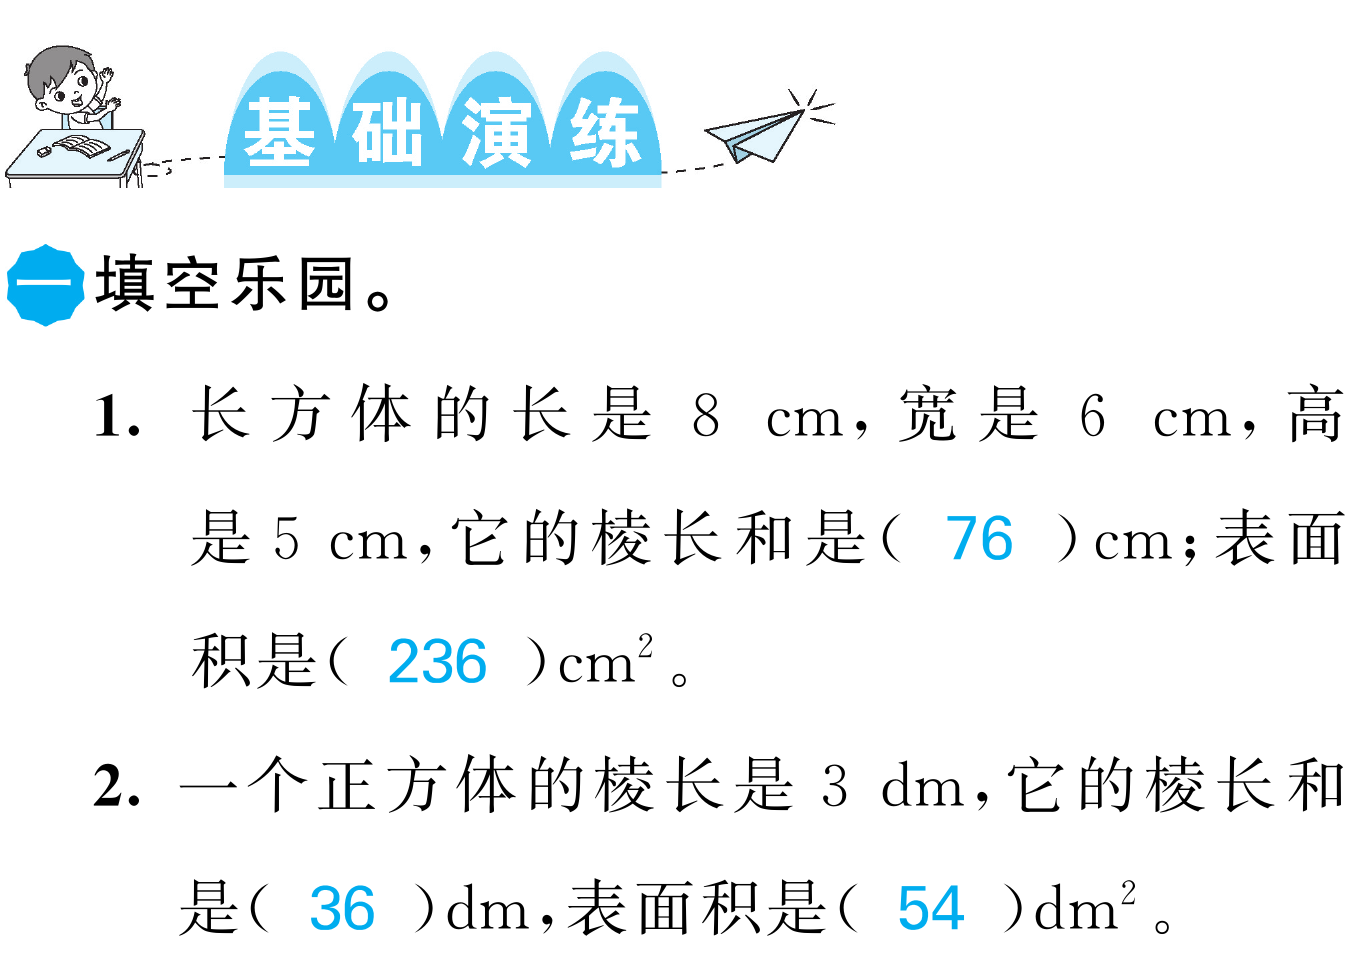 基础演练
一 填空乐园。
1. 长方体的长是 8 cm,宽是 6 cm,高
是 5 cm,它的棱长和是( 76 )cm;表面
积是( 236 )cm²。
2. 一个正方体的棱长是 3 dm,它的棱长和
是( 36 )dm,表面积是( 54 )dm²。